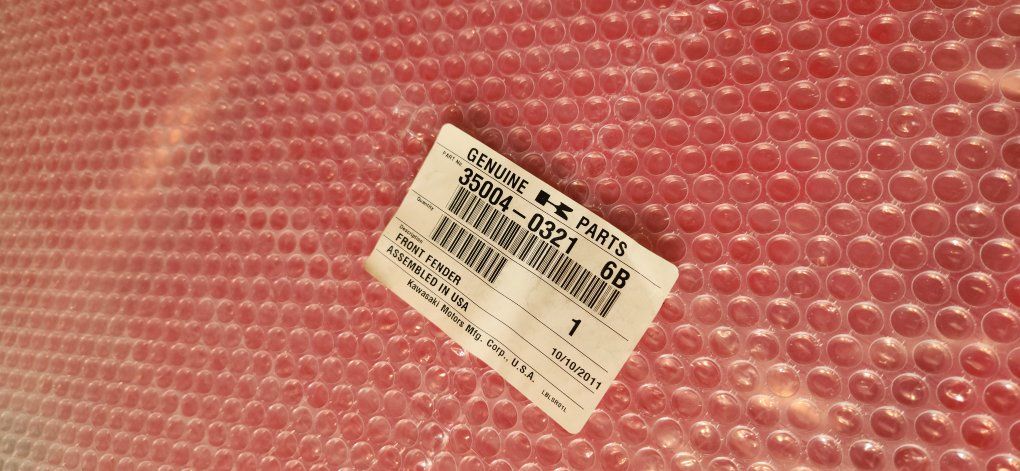 GENUINE PARTS
PART No.
35004-0321 6B
Quantity
1
Description
FRONT FENDER
10/10/2011
ASSEMBLED IN USA
Kawasaki Motors Mfg. Corp., U.S.A.
LBLSR01L